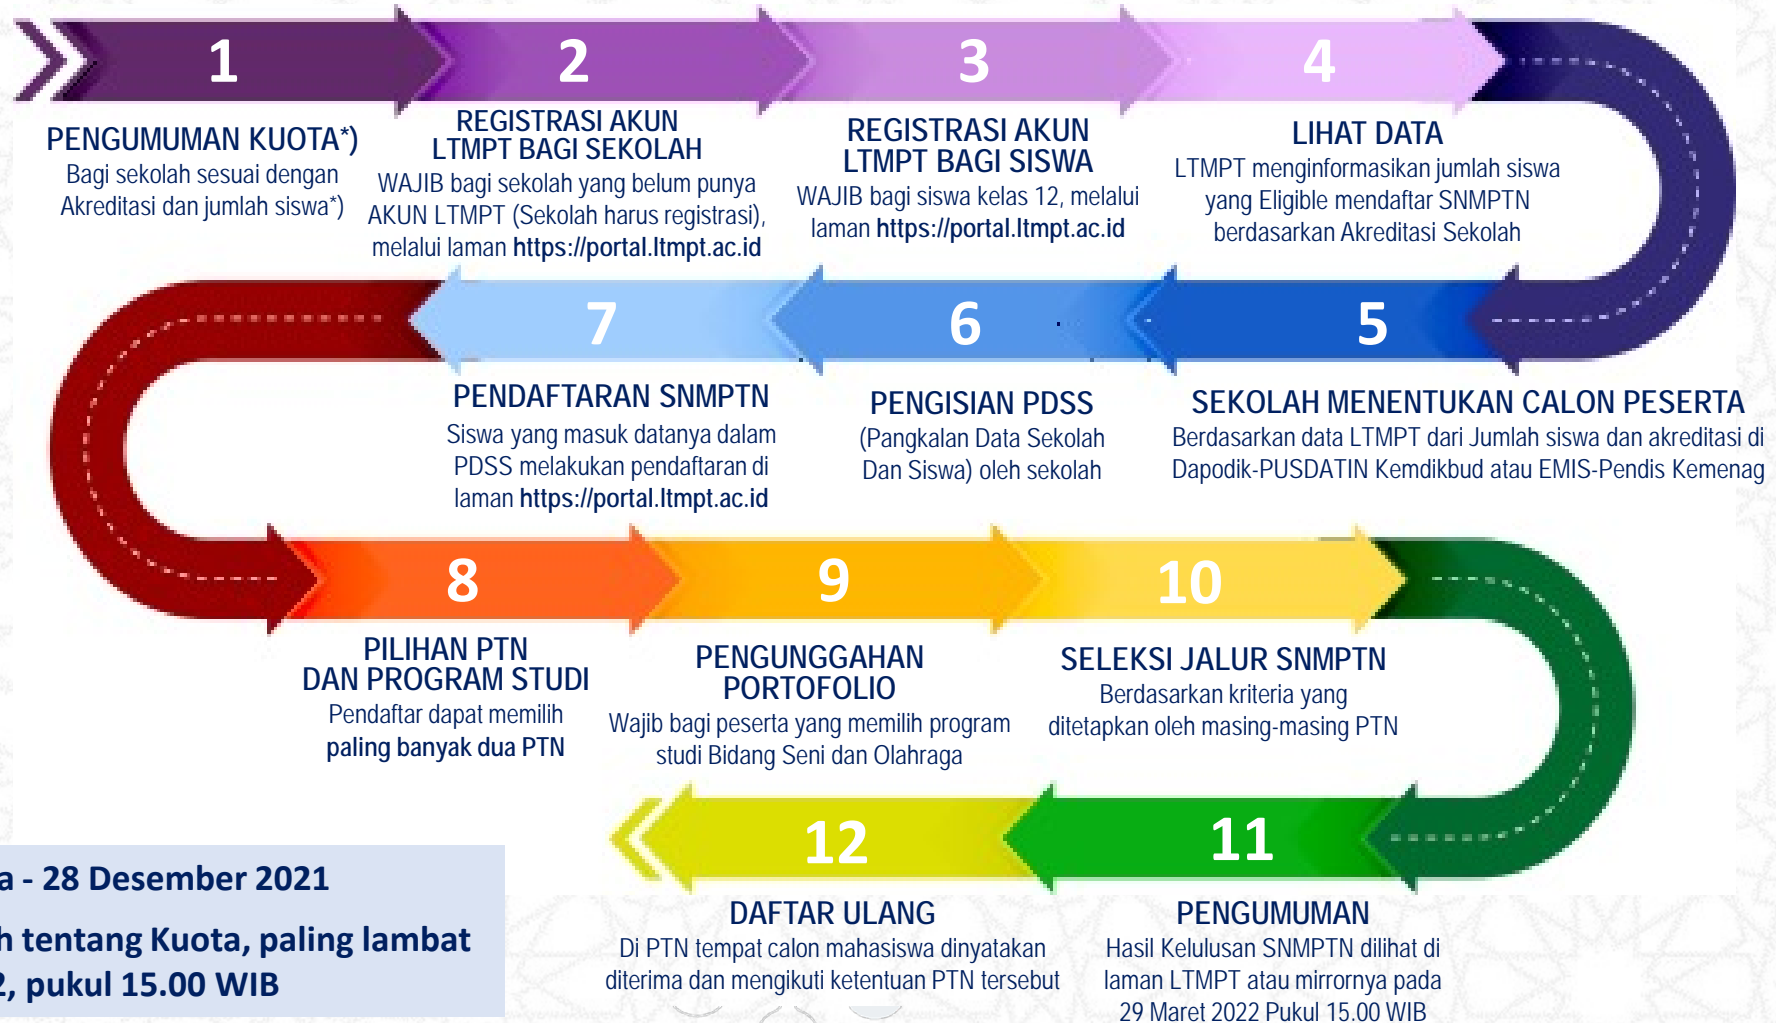 1
PENGUMUMAN KUOTA*)
Bagi sekolah sesuai dengan
Akreditasi dan jumlah siswa*)
2
REGISTRASI AKUN
LTMPT BAGI SEKOLAH
WAJIB bagi sekolah yang belum punya
AKUN LTMPT (Sekolah harus registrasi),
melalui laman https://portal.ltmpt.ac.id
3
REGISTRASI AKUN
LTMPT BAGI SISWA
WAJIB bagi siswa kelas 12, melalui
laman https://portal.ltmpt.ac.id
4
LIHAT DATA
LTMPT menginformasikan jumlah siswa
yang Eligible mendaftar SNMPTN
berdasarkan Akreditasi Sekolah
5
SEKOLAH MENENTUKAN CALON PESERTA
Berdasarkan data LTMPT dari Jumlah siswa dan akreditasi di
Dapodik-PUSDATIN Kemdikbud atau EMIS-Pendis Kemenag
6
PENGISIAN PDSS
(Pangkalan Data Sekolah
Dan Siswa) oleh sekolah
7
PENDAFTARAN SNMPTN
Siswa yang masuk datanya dalam
PDSS melakukan pendaftaran di
laman https://portal.ltmpt.ac.id
8
PILIHAN PTN
DAN PROGRAM STUDI
Pendaftar dapat memilih
paling banyak dua PTN
9
PENGUNGGAHAN
PORTOFOLIO
Wajib bagi peserta yang memilih program
studi Bidang Seni dan Olahraga
10
SELEKSI JALUR SNMPTN
Berdasarkan kriteria yang
ditetapkan oleh masing-masing PTN
11
PENGUMUMAN
Hasil Kelulusan SNMPTN dilihat di
laman LTMPT atau mirrornya pada
29 Maret 2022 Pukul 15.00 WIB
12
DAFTAR ULANG
Di PTN tempat calon mahasiswa dinyatakan
diterima dan mengikuti ketentuan PTN tersebut
- 28 Desember 2021
tentang Kuota, paling lambat
pukul 15.00 WIB